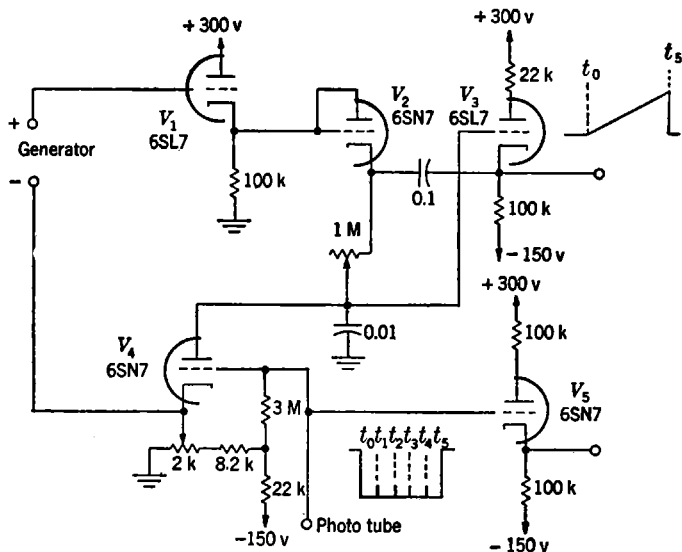 + 300 v
+ 300 v
t5
t0
22 k
V1
6SL7
V2
6SN7
V3
6SL7
+
Generator
−
100 k
0.1
1 M
100 k
− 150 v
+ 300 v
0.01
100 k
V4
6SN7
V5
6SN7
3 M
t0 t1 t2 t3 t4 t5
2 k
8.2 k
22 k
100 k
−150 v
Photo tube
− 150 v